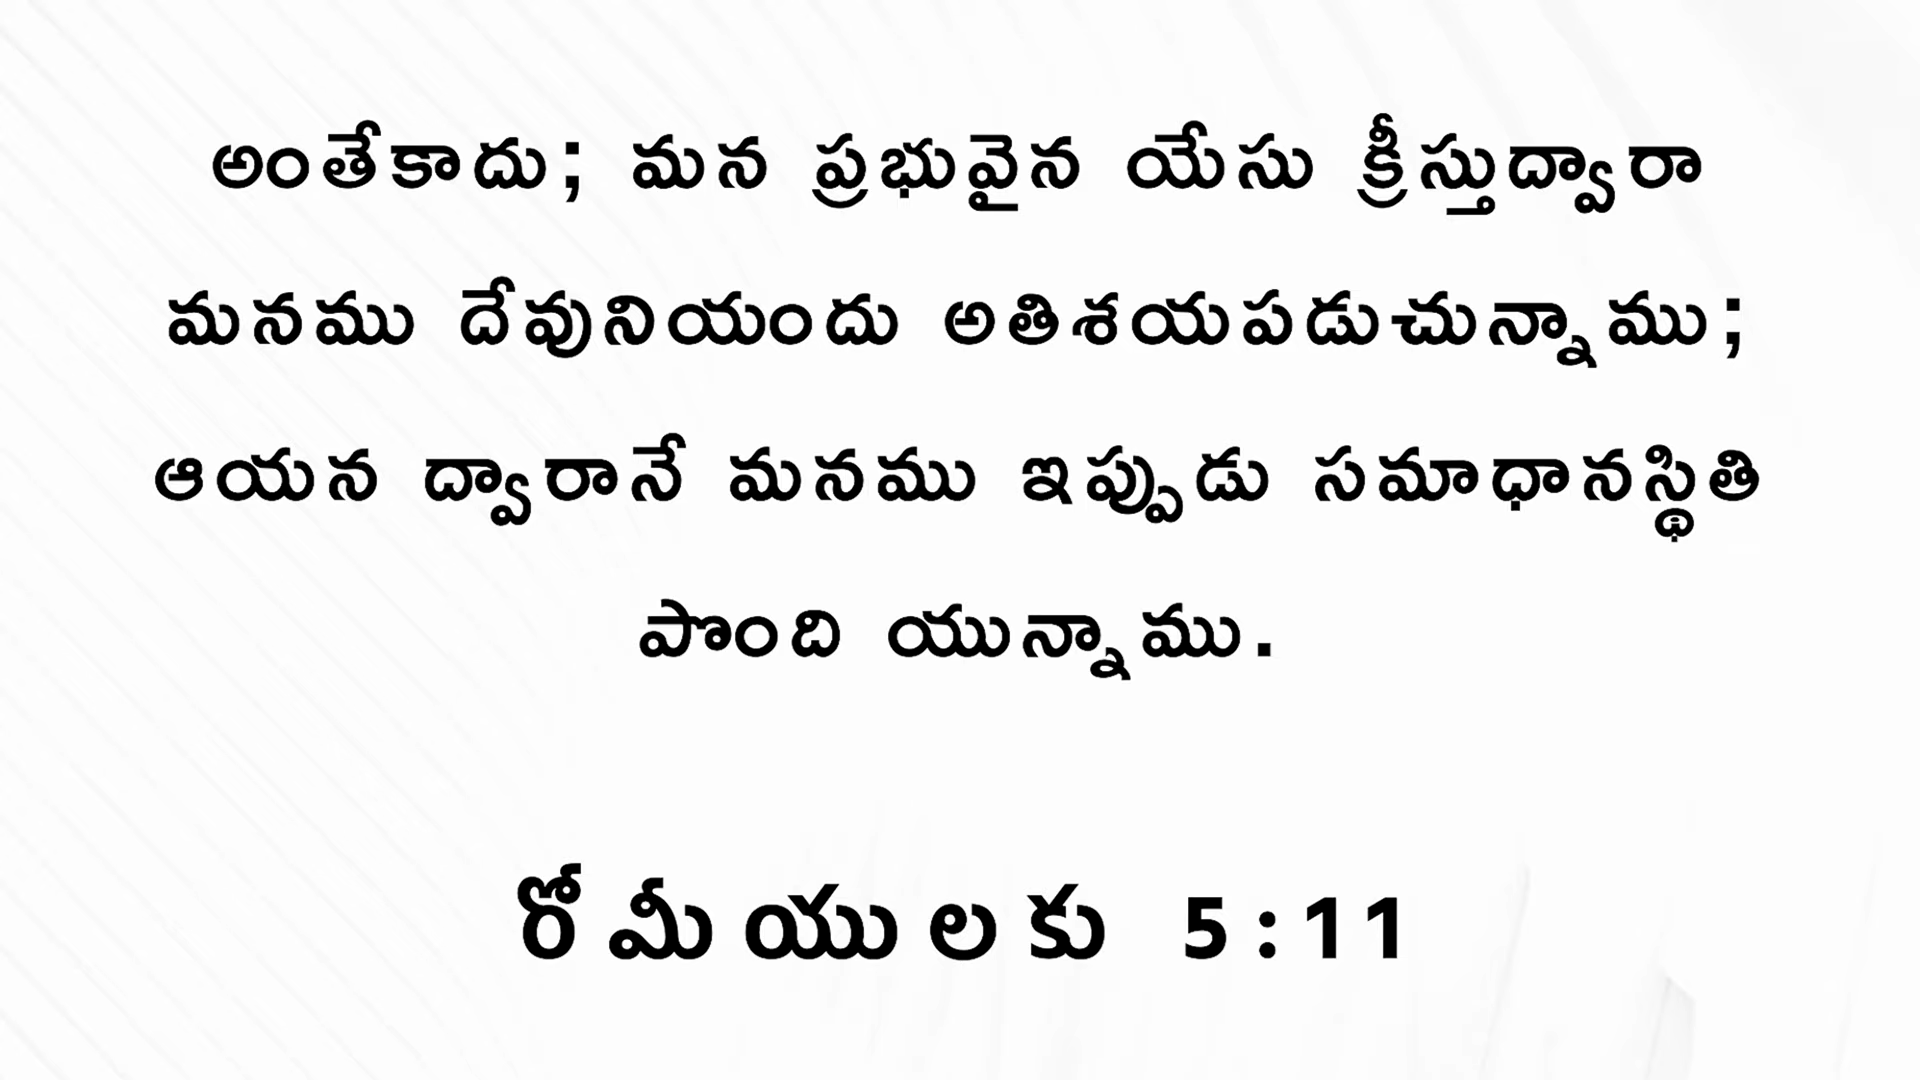 అంతేకాదు; మన ప్రభువైన యేసు క్రీస్తుద్వారా
మనము దేవునియందు అతిశయపడుచున్నాము;
ఆయన ద్వారానే మనము ఇప్పుడు సమాధానస్థితి
పొంది యున్నాము.
రోమీయులకు 5:11